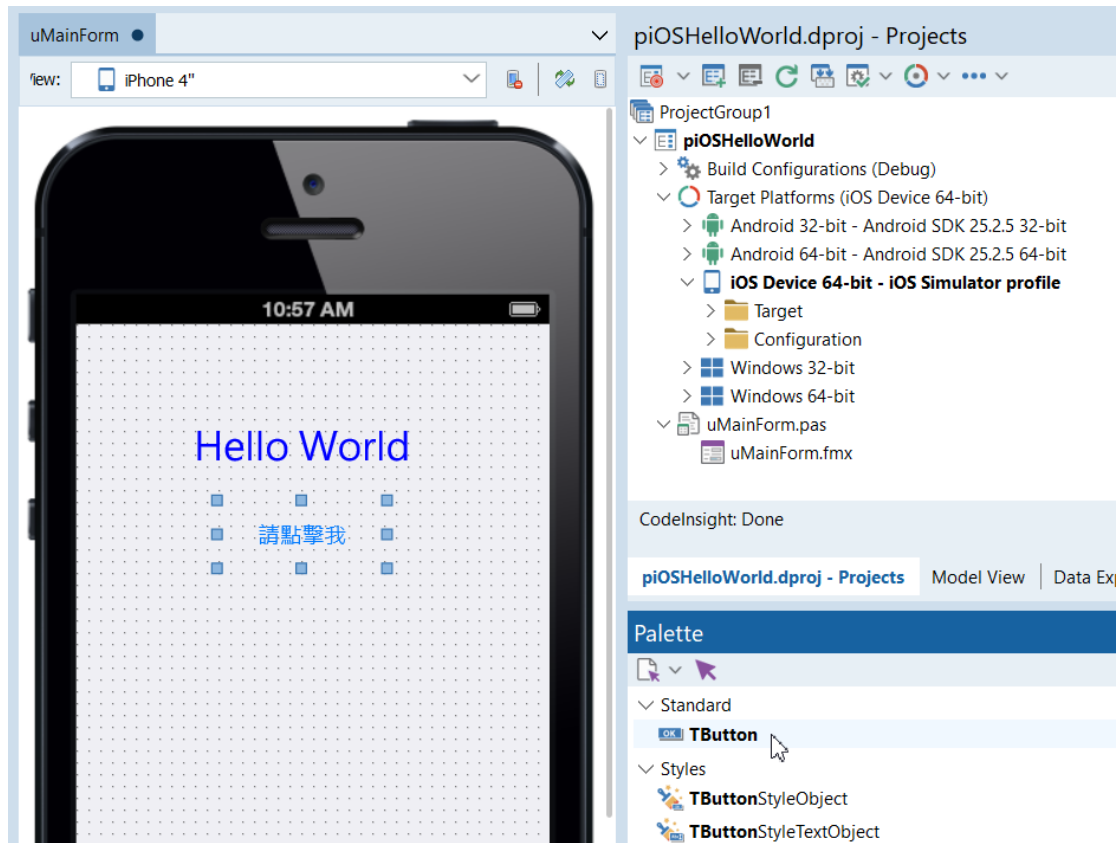 uMainForm
View:
iPhone 4"
10:57 AM
Hello World
請點擊我
piOSHelloWorld.dproj - Projects
ProjectGroup1
piOSHelloWorld
Build Configurations (Debug)
Target Platforms (iOS Device 64-bit)
Android 32-bit - Android SDK 25.2.5 32-bit
Android 64-bit - Android SDK 25.2.5 64-bit
iOS Device 64-bit - iOS Simulator profile
Target
Configuration
Windows 32-bit
Windows 64-bit
uMainForm.pas
uMainForm.fmx
CodeInsight: Done
piOSHelloWorld.dproj - Projects Model View Data Exp
Palette
Standard
OK TButton
Styles
TButtonStyleObject
TButtonStyleTextObject